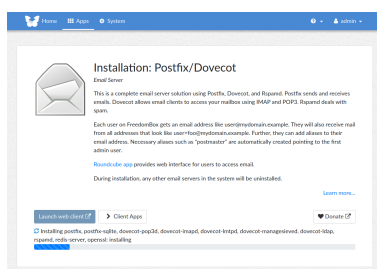 Home Apps System admin
Installation: Postfix/Dovecot
Email Server
This is a complete email server solution using Postfix, Dovecot, and Rspamd. Postfix sends and receives
emails. Dovecot allows email clients to access your mailbox using IMAP and POP3. Rspamd deals with
spam.
Each user on FreedomBox gets an email address like user@mydomain.example. They will also receive mail
from all addresses that look like user+foo@mydomain.example. Further, they can add aliases to their
email address. Necessary aliases such as "postmaster" are automatically created pointing to the first
admin user.
Roundcube app provides web interface for users to access email.
During installation, any other email servers in the system will be uninstalled.
Learn more...
Launch web client Client Apps Donate
Installing postfix, postfix-sqlite, dovecot-pop3d, dovecot-imapd, dovecot-lmtpd, dovecot-managesieved, dovecot-ldap,
rspamd, redis-server, openssl: installing